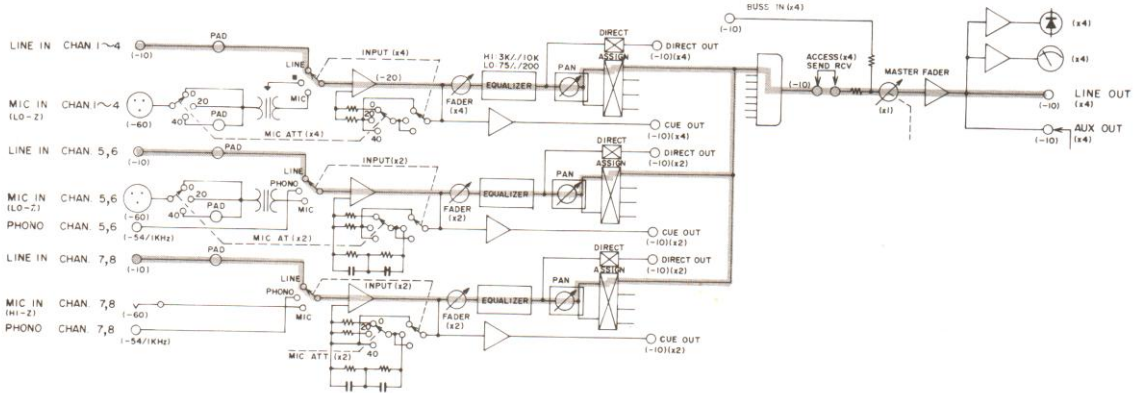 BUSS IN (x4)
(-10)
(x4)
(x4)
LINE IN CHAN 1~4
(-10)
PAD
LINE
MIC
INPUT (x4)
(-20)
FADER
(x4)
HI 3K//10K
LO 75//200
EQUALIZER
PAN
DIRECT
ASSIGN
DIRECT OUT
(-10)(x4)
ACCESS(x4)
SEND RCV
(-10)
MASTER FADER
(x1)
LINE OUT
(-10)
(x4)
AUX OUT
(-10)
(x4)
MIC IN CHAN 1~4
(LO-Z)
(-60)
0
20
40
PAD
MIC ATT (x4)
0
20
40
CUE OUT
(-10)(x4)
LINE IN CHAN. 5,6
(-10)
PAD
LINE
PHONO
MIC
INPUT(x2)
FADER
(x2)
EQUALIZER
PAN
DIRECT
ASSIGN
DIRECT OUT
(-10)(x2)
MIC IN CHAN. 5,6
(LO-Z)
(-60)
0
20
40
PAD
MIC AT(x2)
CUE OUT
(-10)(x2)
PHONO CHAN. 5,6
(-54/1KHz)
LINE IN CHAN. 7,8
(-10)
PAD
LINE
PHONO
MIC
INPUT(x2)
FADER
(x2)
EQUALIZER
PAN
DIRECT
ASSIGN
DIRECT OUT
(-10)(x2)
MIC IN CHAN. 7,8
(HI-Z)
(-60)
0
20
40
MIC ATT (x2)
CUE OUT
(-10)(x2)
PHONO CHAN. 7,8
(-54/1KHz)